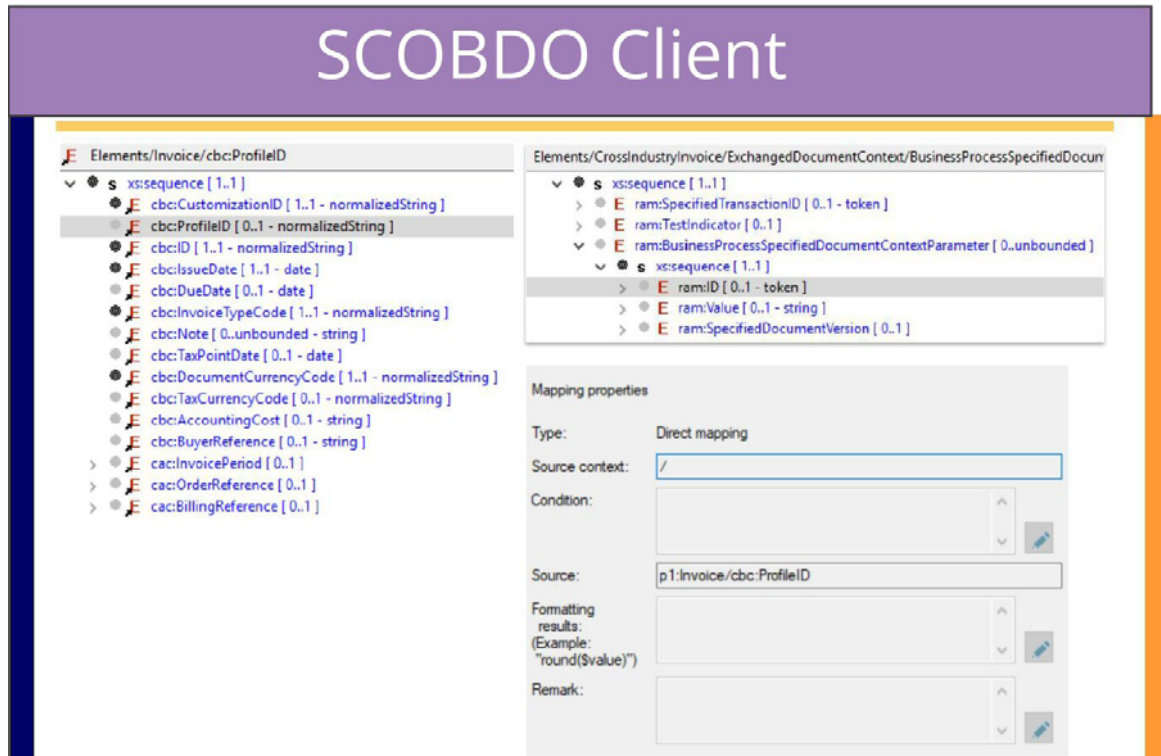 SCOBDO Client
E Elements/Invoice/cbc:ProfileID
s xs:sequence [ 1..1 ]
E cbc:CustomizationID [ 1..1 - normalizedString ]
E cbc:ProfileID [ 0..1 - normalizedString ]
E cbc:ID [ 1..1 - normalizedString ]
E cbc:IssueDate [ 1..1 - date ]
E cbc:DueDate [ 0..1 - date ]
E cbc:InvoiceTypeCode [ 1..1 - normalizedString ]
E cbc:Note [ 0..unbounded - string ]
E cbc:TaxPointDate [ 0..1 - date ]
E cbc:DocumentCurrencyCode [ 1..1 - normalizedString ]
E cbc:TaxCurrencyCode [ 0..1 - normalizedString ]
E cbc:AccountingCost [ 0..1 - string ]
E cbc:BuyerReference [ 0..1 - string ]
E cac:InvoicePeriod [ 0..1 ]
E cac:OrderReference [ 0..1 ]
E cac:BillingReference [ 0..1 ]
Elements/CrossIndustryInvoice/ExchangedDocumentContext/BusinessProcessSpecifiedDocum
s xs:sequence [ 1..1 ]
E ram:SpecifiedTransactionID [ 0..1 - token ]
E ram:TestIndicator [ 0..1 ]
E ram:BusinessProcessSpecifiedDocumentContextParameter [ 0..unbounded ]
s xs:sequence [ 1..1 ]
E ram:ID [ 0..1 - token ]
E ram:Value [ 0..1 - string ]
E ram:SpecifiedDocumentVersion [ 0..1 ]
Mapping properties
Type: Direct mapping
Source context: /
Condition:
Source: p1:Invoice/cbc:ProfileID
Formatting
results:
(Example:
"round($value)")
Remark: